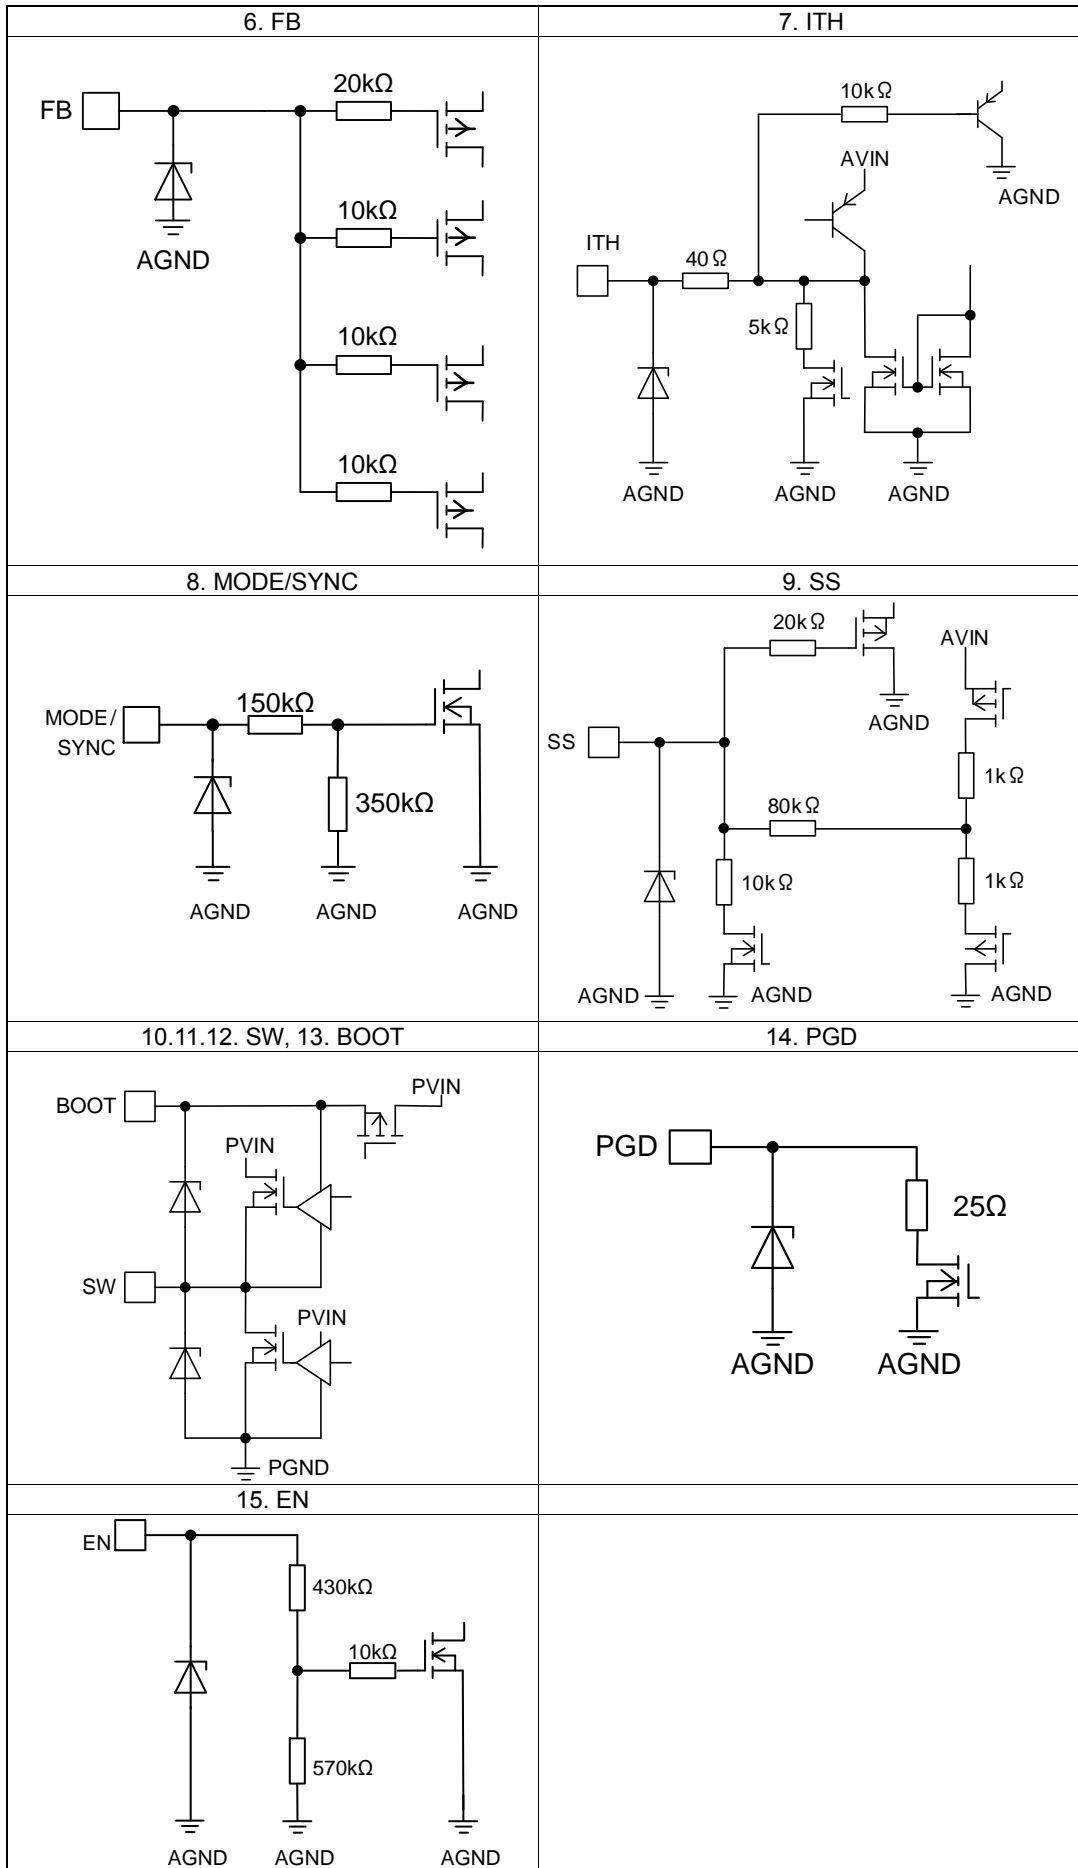 6. FB
7. ITH
FB
20kΩ
10kΩ
10kΩ
10kΩ
AGND
10kΩ
AGND
AVIN
ITH
40Ω
5kΩ
AGND
AGND
AGND
8. MODE/SYNC
9. SS
MODE/
SYNC
150kΩ
350kΩ
AGND
AGND
AGND
20kΩ
AGND
AVIN
SS
1kΩ
80kΩ
10kΩ
1kΩ
AGND
AGND
AGND
10.11.12. SW, 13. BOOT
14. PGD
BOOT
PVIN
PVIN
SW
PVIN
PGND
PGD
25Ω
AGND
AGND
15. EN
EN
430kΩ
10kΩ
570kΩ
AGND
AGND
AGND